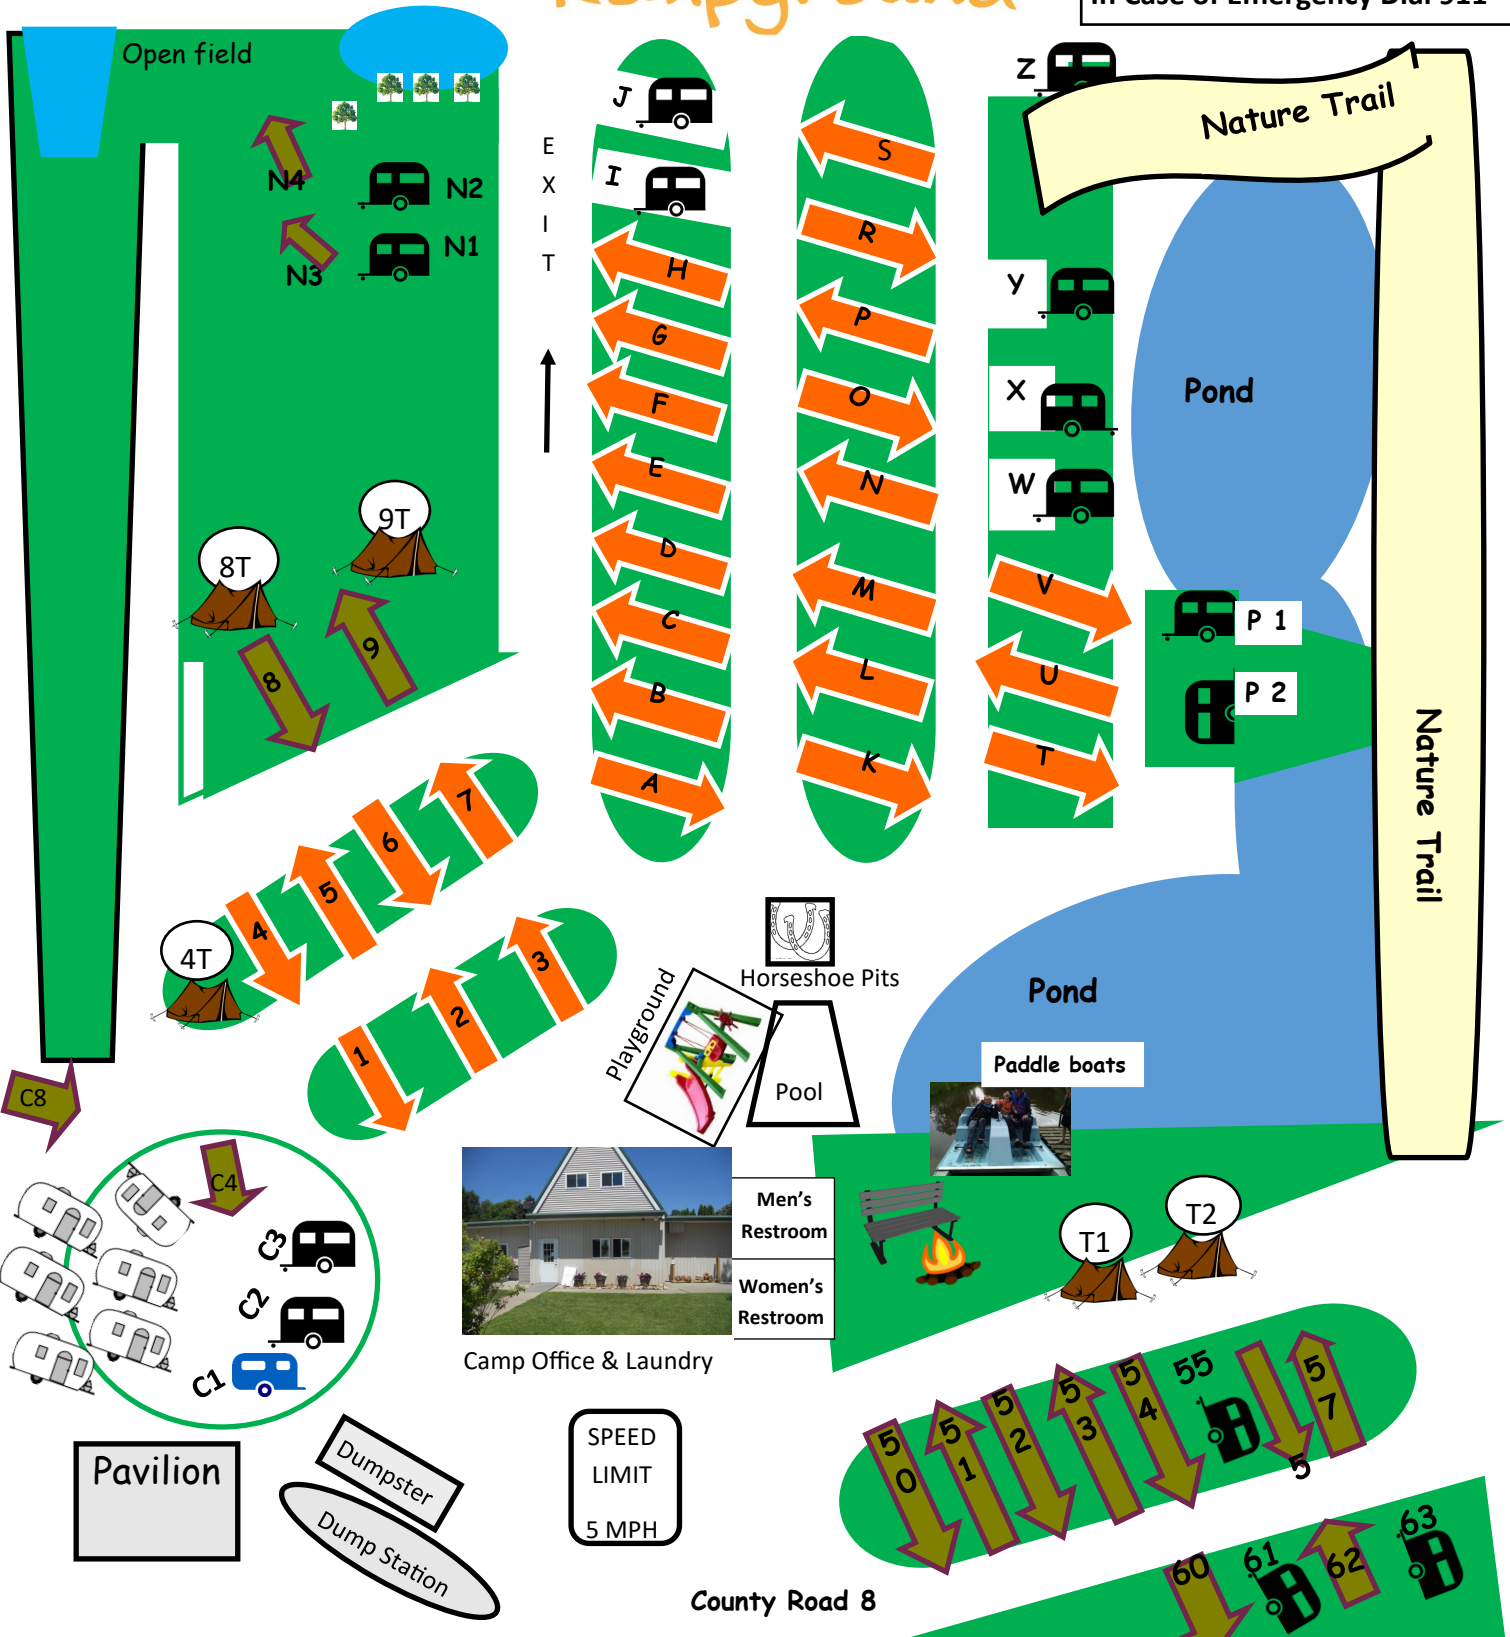 Kampground
In Case of Emergency Dial 911
Open field
E
X
I
T
J
I
H
G
F
E
D
C
B
A
S
R
P
O
N
M
L
K
Z
Y
X
W
V
U
T
Nature Trail
Pond
P 1
P 2
Nature Trail
N4
N2
N3
N1
8T
9T
8
9
7
6
5
4
4T
3
2
1
Horseshoe Pits
Playground
Pool
Pond
Paddle boats
C8
C4
C3
C2
C1
Men's
Restroom
Women's
Restroom
Camp Office & Laundry
T1
T2
Pavilion
Dumpster
Dump Station
SPEED
LIMIT
5 MPH
50
51
52
53
54
55
5
57
60
61
62
63
County Road 8